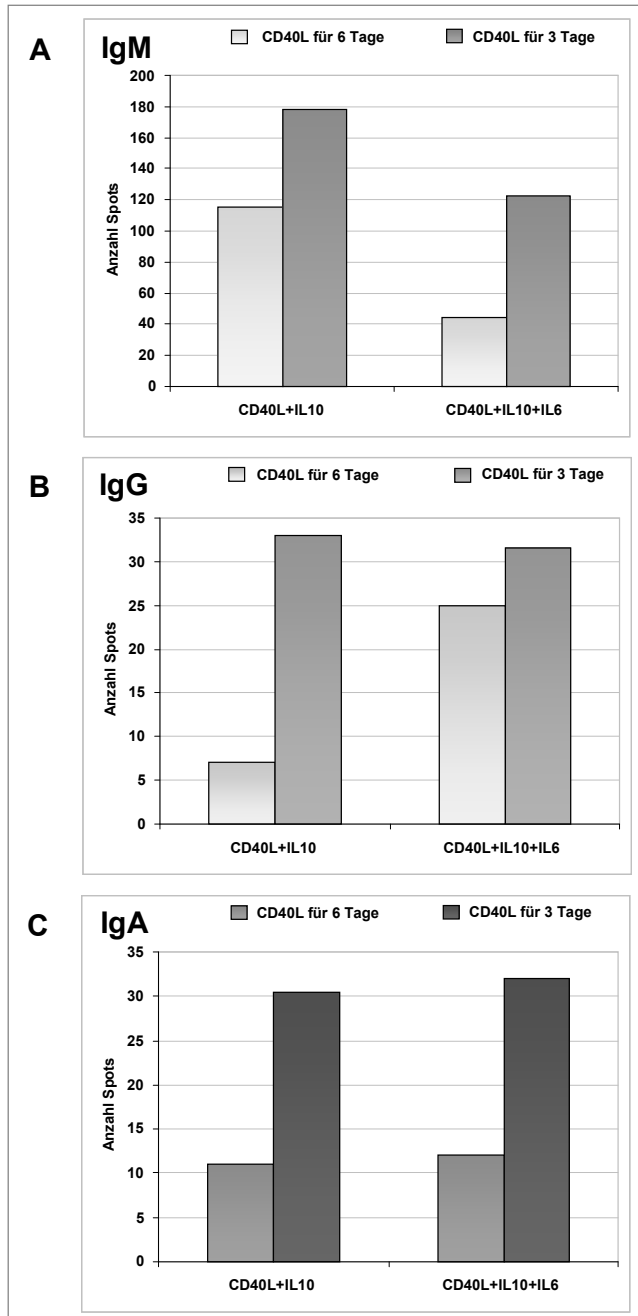 A
IgM
CD40L für 6 Tage
CD40L für 3 Tage
Anzahl Spots
200
180
160
140
120
100
80
60
40
20
0
CD40L+IL10
CD40L+IL10+IL6
B
IgG
CD40L für 6 Tage
CD40L für 3 Tage
Anzahl Spots
35
30
25
20
15
10
5
0
CD40L+IL10
CD40L+IL10+IL6
C
IgA
CD40L für 6 Tage
CD40L für 3 Tage
Anzahl Spots
35
30
25
20
15
10
5
0
CD40L+IL10
CD40L+IL10+IL6